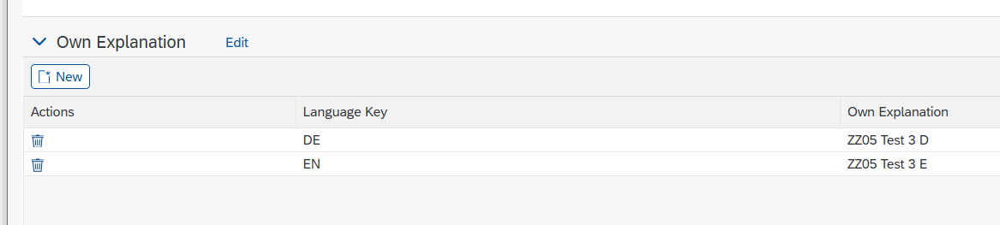 Own Explanation Edit
New
Actions Language Key Own Explanation
DE ZZ05 Test 3 D
EN ZZ05 Test 3 E